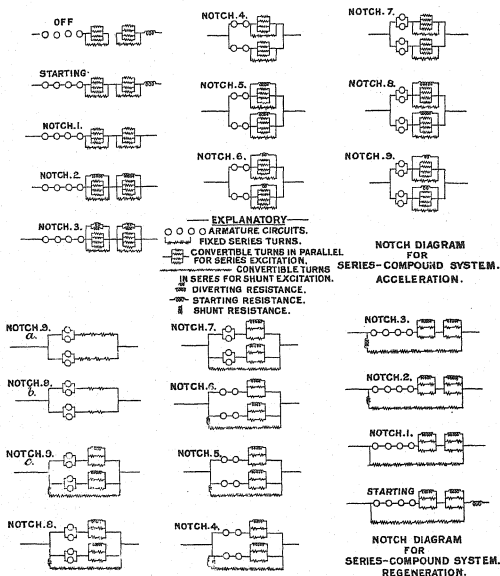 OFF
STARTING
NOTCH.1.
NOTCH.2
NOTCH.3.
NOTCH.4.
NOTCH.5.
NOTCH.6
NOTCH.7.
NOTCH.8.
NOTCH.9.
EXPLANATORY
ARMATURE CIRCUITS.
FIXED SERIES TURNS.
CONVERTIBLE TURNS IN PARALLEL
FOR SERIES EXCITATION.
CONVERTIBLE TURNS
IN SERES FOR SHUNT EXCITATION.
DIVERTING RESISTANCE.
STARTING RESISTANCE.
SHUNT RESISTANCE.
NOTCH DIAGRAM
FOR
SERIES-COMPOUND SYSTEM.
ACCELERATION.
NOTCH.9.
a.
NOTCH.9.
b.
NOTCH.9.
c.
NOTCH.8.
NOTCH.7.
NOTCH.6.
NOTCH.5.
NOTCH.4.
NOTCH.3.
NOTCH.2.
NOTCH.1.
STARTING
NOTCH DIAGRAM
FOR
SERIES-COMPOUND SYSTEM.
REGENERATION.